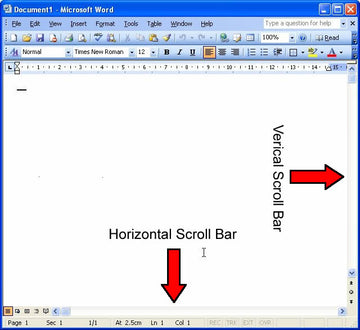 Document1 - Microsoft Word
File Edit View Insert Format Tools Table Window Help Type a question for help
100% Read
Normal Times New Roman 12 B I U
Verical Scroll Bar
Horizontal Scroll Bar
Page 1 Sec 1 1/1 At 2.5cm Ln 1 Col 1 REC TRK EXT OVR